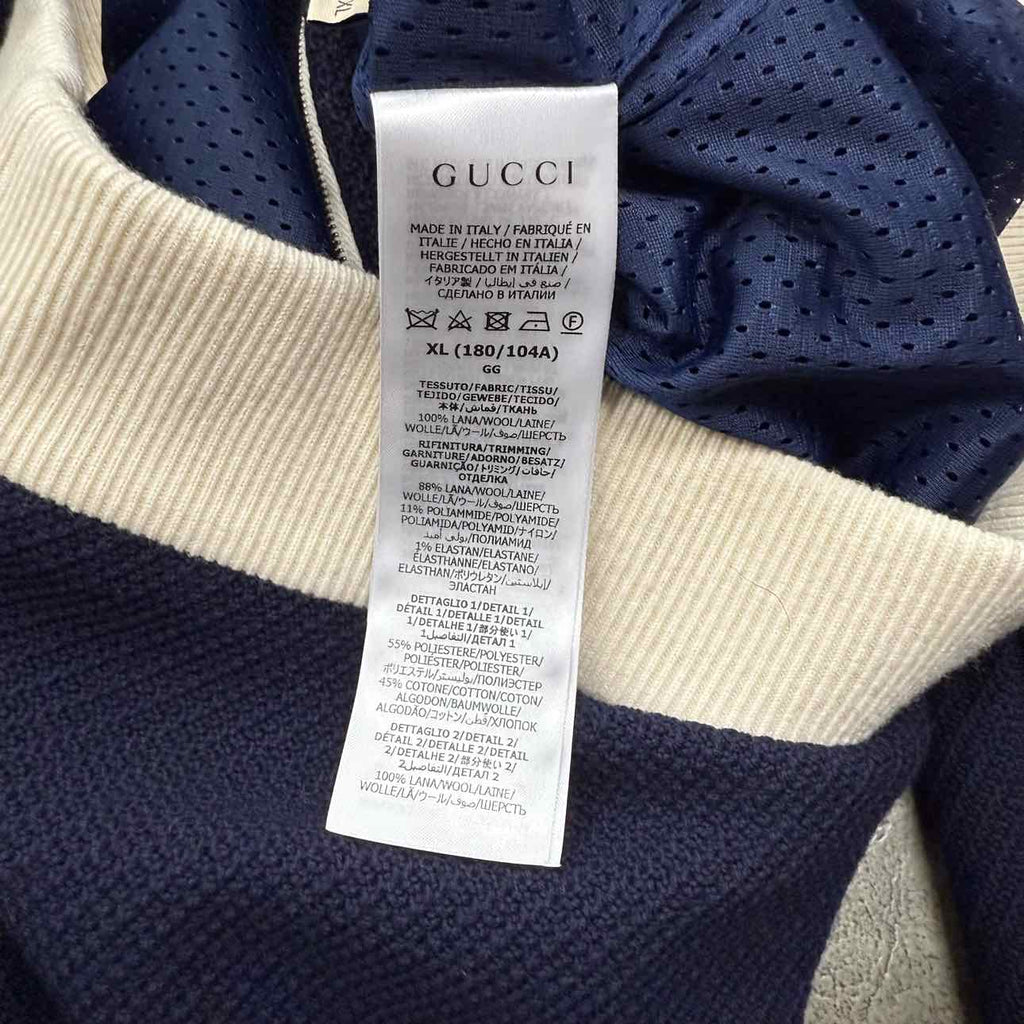 XL
GUCCI
MADE IN ITALY / FABRIQUÉ EN
ITALIE / HECHO EN ITALIA /
HERGESTELLT IN ITALIEN /
FABRICADO EM ITÁLIA /
イタリア製 / صنع في إيطاليا /
СДЕЛАНО В ИТАЛИИ
XL (180/104A)
GG
TESSUTO/FABRIC/TISSU/
TEJIDO/GEWEBE/TECIDO/
本体/قماش/ТКАНЬ
100% LANA/WOOL/LAINE/
WOLLE/LÃ/ウール/صوف/ШЕРСТЬ
RIFINITURA/TRIMMING/
GARNITURE/ADORNO/BESATZ/
GUARNIÇÃO/トリミング/حافات/
ОТДЕЛКА
88% LANA/WOOL/LAINE/
WOLLE/LÃ/ウール/صوف/ШЕРСТЬ
11% POLIAMMIDE/POLYAMIDE/
POLIAMIDA/POLYAMID/ナイロン/
بولي أميد/ПОЛИАМИД
1% ELASTAN/ELASTANE/
ÉLASTHANNE/ELASTANO/
ELASTHAN/ポリウレタン/إيلاستين/
ЭЛАСТАН
DETTAGLIO 1/DETAIL 1/
DÉTAIL 1/DETALLE 1/DETAIL
1/DETALHE 1/部分使い 1/
التفاصيل1/ДЕТАЛ 1
55% POLIESTERE/POLYESTER/
POLIÉSTER/POLIESTER/
ポリエステル/بوليستر/ПОЛИЭСТЕР
45% COTONE/COTTON/COTON/
ALGODON/BAUMWOLLE/
ALGODÃO/コットン/قطن/ХЛОПОК
DETTAGLIO 2/DETAIL 2/
DÉTAIL 2/DETALLE 2/DETAIL
2/DETALHE 2/部分使い 2/
التفاصيل2/ДЕТАЛ 2
100% LANA/WOOL/LAINE/
WOLLE/LÃ/ウール/صوف/ШЕРСТЬ